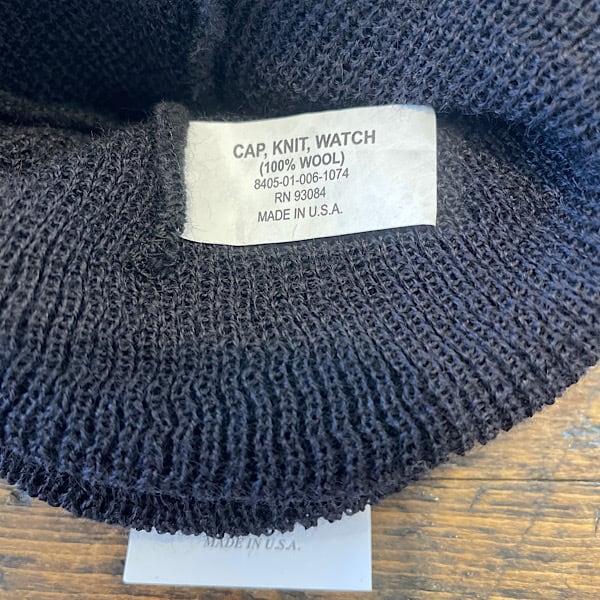 CAP, KNIT, WATCH
(100% WOOL)
8405-01-006-1074
RN 93084
MADE IN U.S.A.
MADE IN U.S.A.